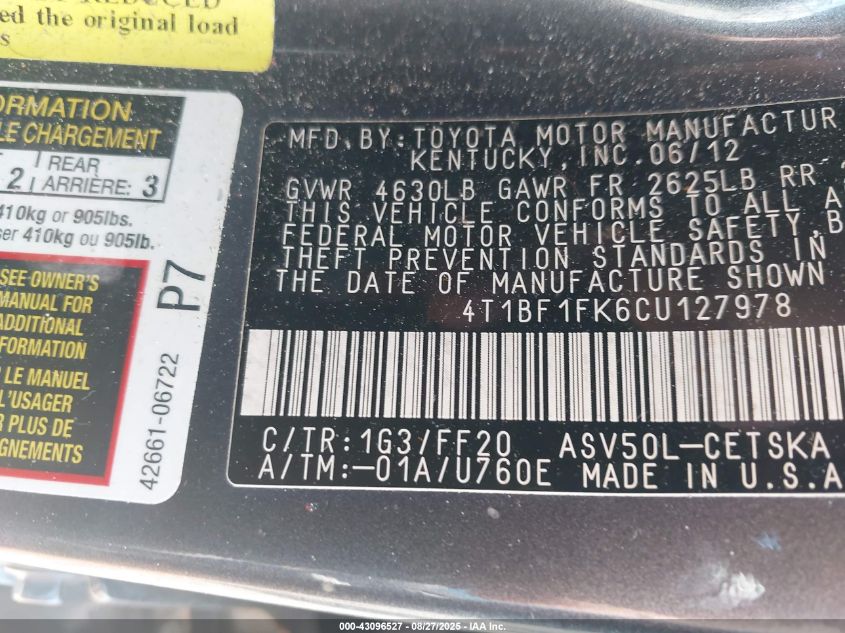 REDUCED
ed the original load
s
ORMATION
LE CHARGEMENT
REAR
2 ARRIÈRE: 3
410kg or 905lbs.
ser 410kg ou 905lb.
SEE OWNER'S
MANUAL FOR
ADDITIONAL
FORMATION
LE MANUEL
L'USAGER
R PLUS DE
GNEMENTS
P7
42661-06722
MFD.BY:TOYOTA MOTOR MANUFACTUR
KENTUCKY, INC. 06/12
GVWR 4630LB GAWR FR 2625LB RR
THIS VEHICLE CONFORMS TO ALL A
FEDERAL MOTOR VEHICLE SAFETY, B
THEFT PREVENTION STANDARDS IN
THE DATE OF MANUFACTURE SHOWN
4T1BF1FK6CU127978
C/TR:1G3/FF20 ASV50L-CETSKA
A/TM:-01A/U760E MADE IN U.S.A
000-43096527 - 08/27/2025 - IAA Inc.